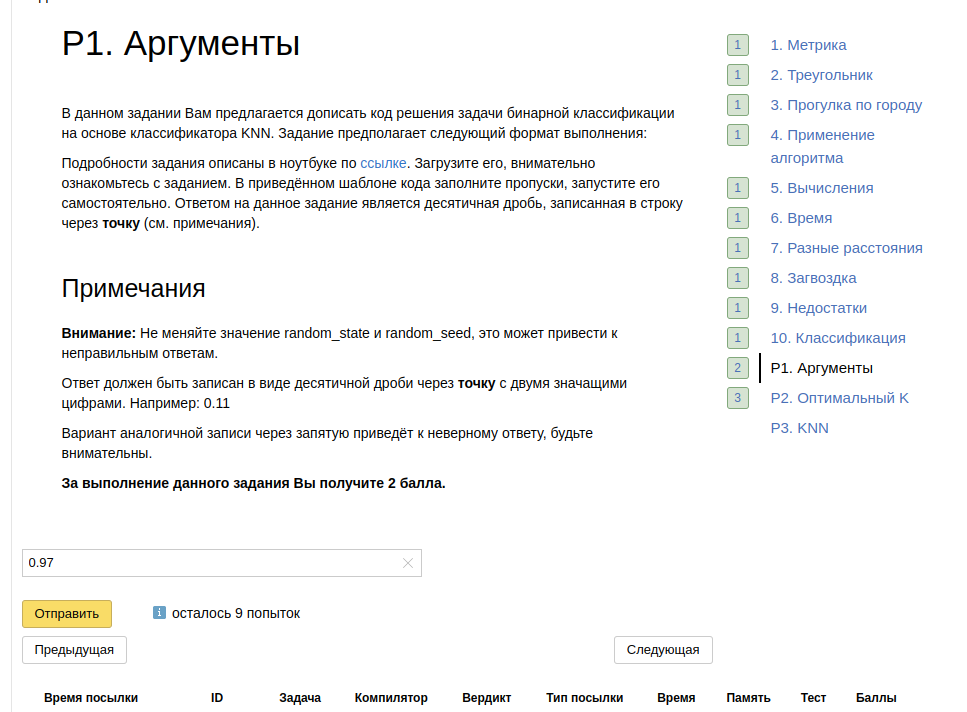 P1. Аргументы
В данном задании Вам предлагается дописать код решения задачи бинарной классификации
на основе классификатора KNN. Задание предполагает следующий формат выполнения:
Подробности задания описаны в ноутбуке по ссылке. Загрузите его, внимательно
ознакомьтесь с заданием. В приведённом шаблоне кода заполните пропуски, запустите его
самостоятельно. Ответом на данное задание является десятичная дробь, записанная в строку
через точку (см. примечания).
Примечания
Внимание: Не меняйте значение random_state и random_seed, это может привести к
неправильным ответам.
Ответ должен быть записан в виде десятичной дроби через точку с двумя значащими
цифрами. Например: 0.11
Вариант аналогичной записи через запятую приведёт к неверному ответу, будьте
внимательны.
За выполнение данного задания Вы получите 2 балла.
0.97
Отправить
осталось 9 попыток
Предыдущая
Следующая
Время посылки ID Задача Компилятор Вердикт Тип посылки Время Память Тест Баллы
1 1. Метрика
1 2. Треугольник
1 3. Прогулка по городу
1 4. Применение
алгоритма
1 5. Вычисления
1 6. Время
1 7. Разные расстояния
1 8. Загвоздка
1 9. Недостатки
1 10. Классификация
2 P1. Аргументы
3 P2. Оптимальный K
P3. KNN